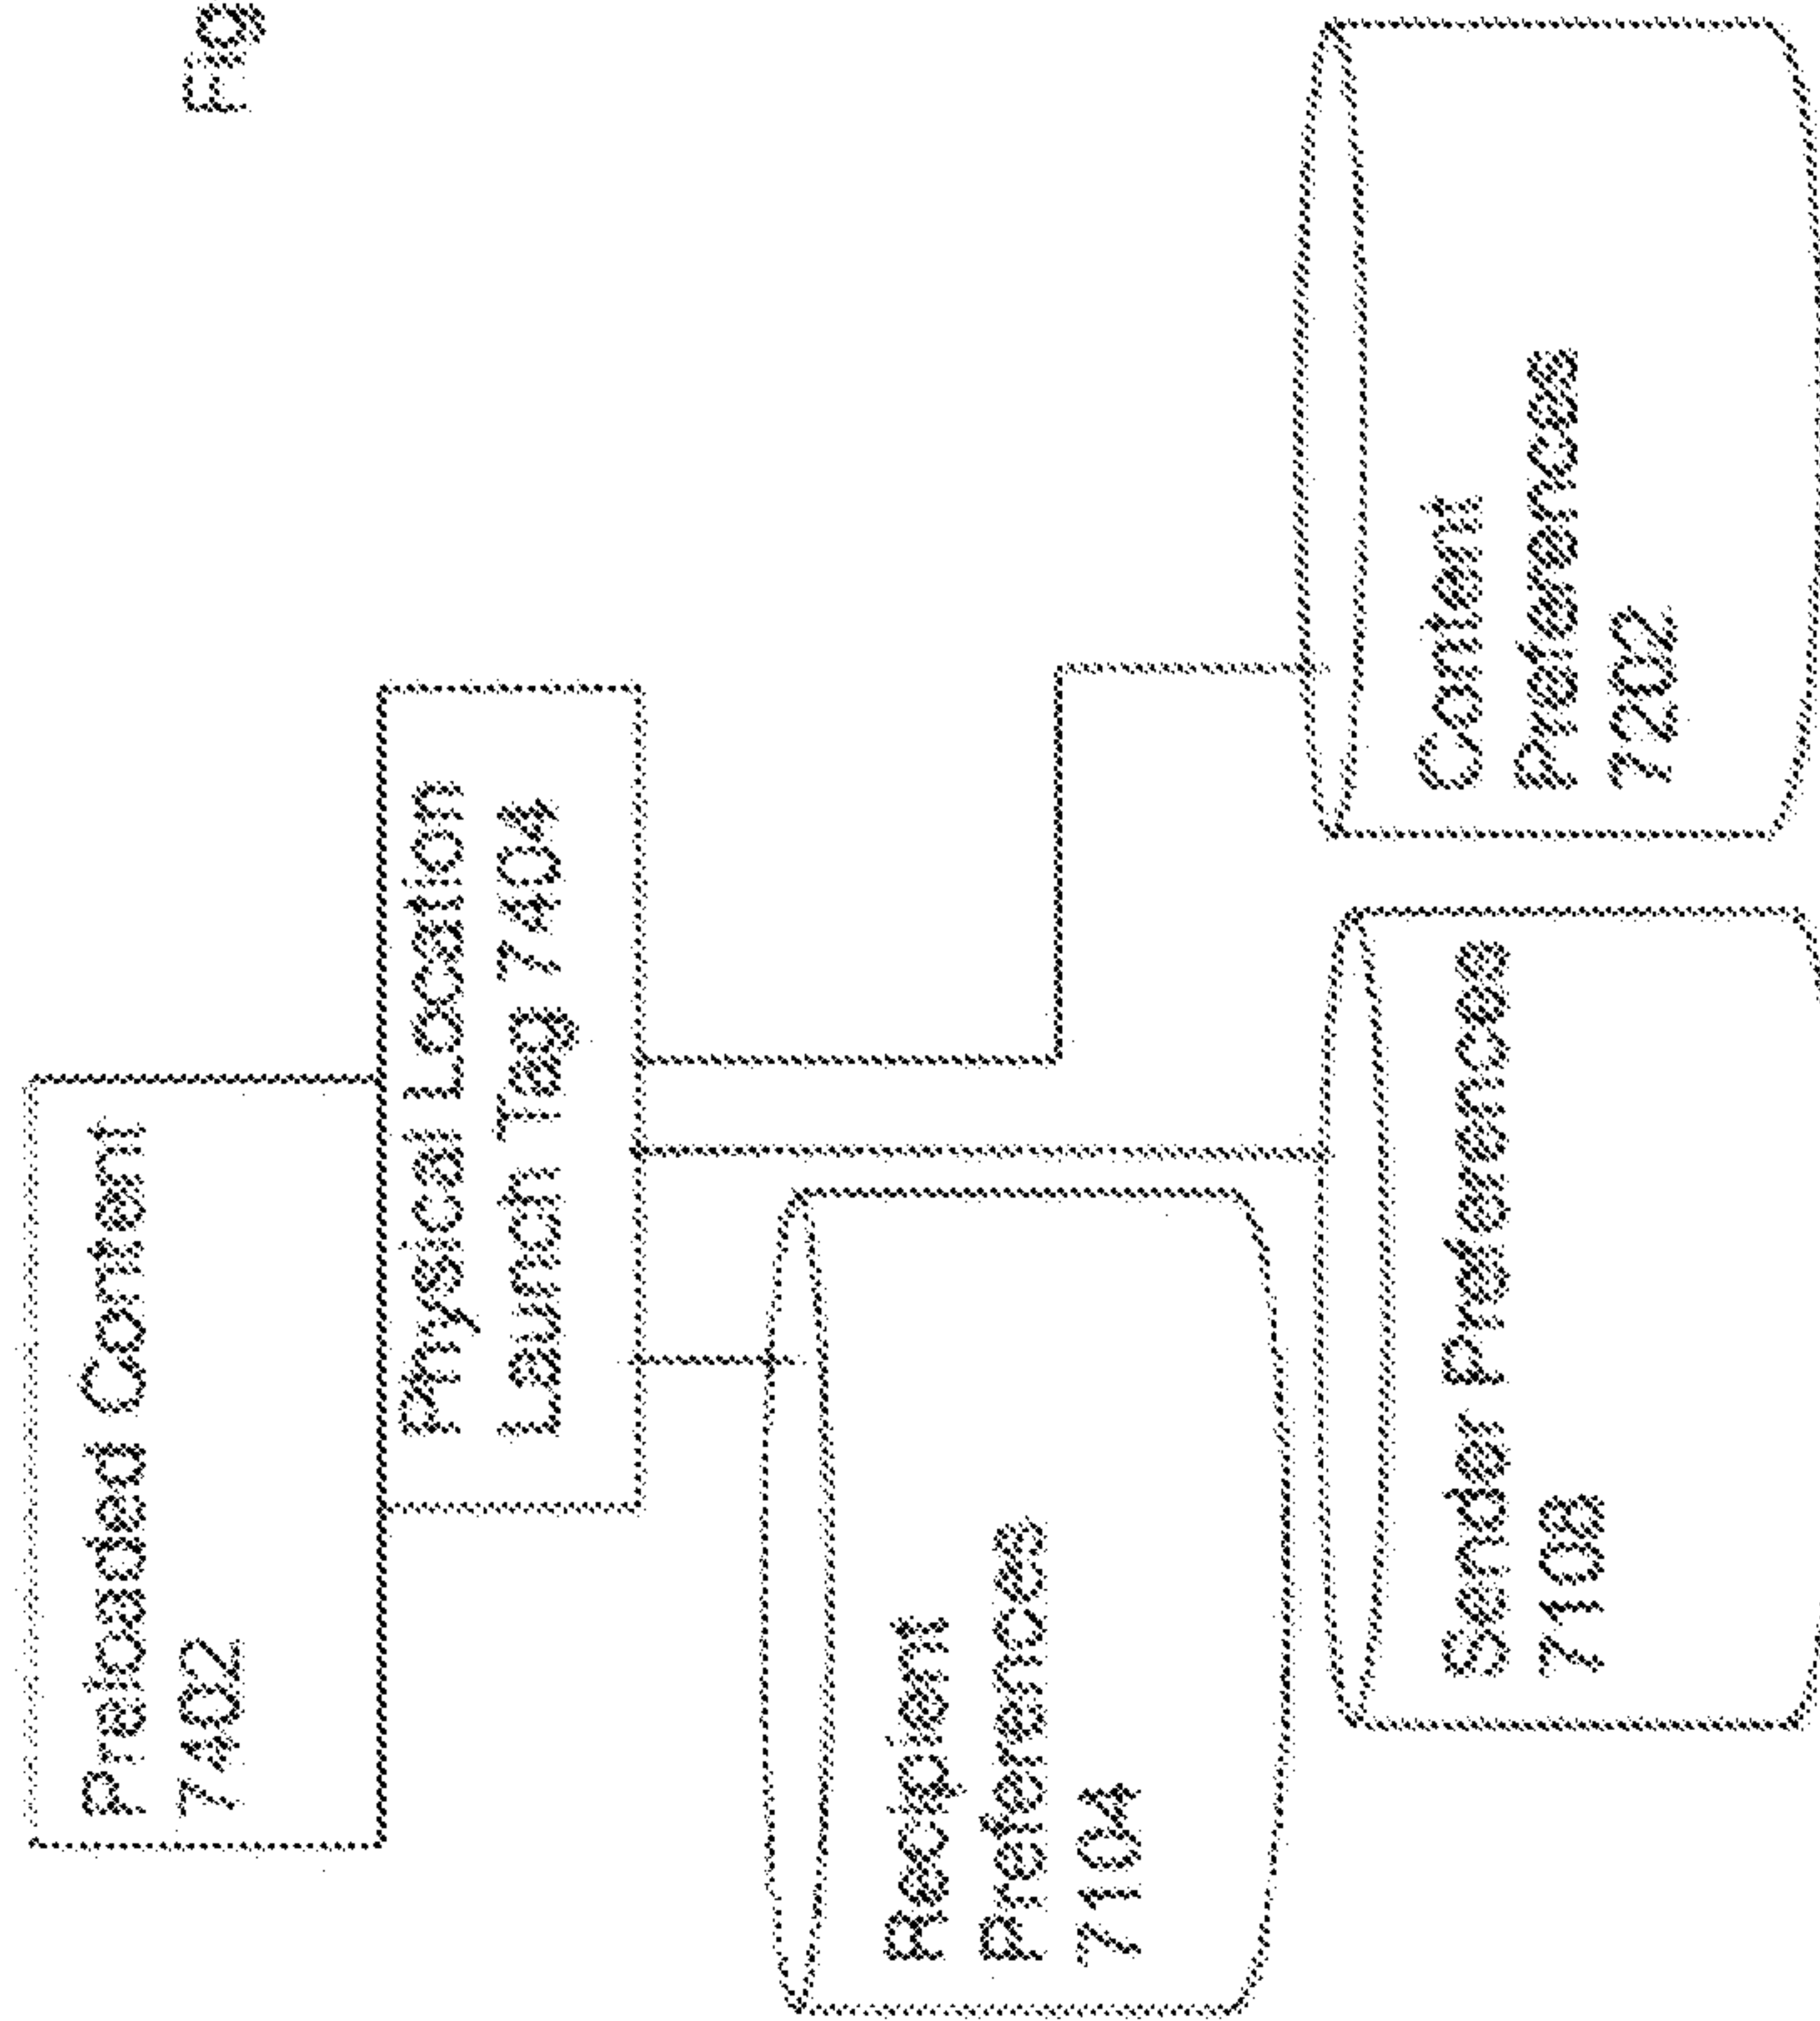 Fig
Preloaded Content
7402
Physical Location
Launch Tag 7404
Recipient
Preferences
7104
Sender Preferences
7108
Content
Preferences
7202